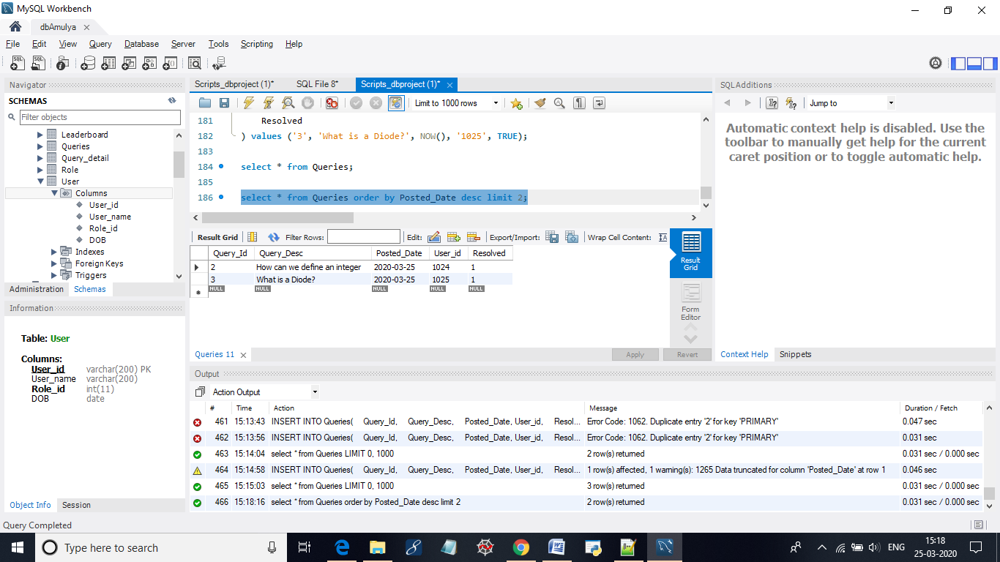 MySQL Workbench
dbAmulya
File Edit View Query Database Server Tools Scripting Help
Navigator
SCHEMAS
Filter objects
Leaderboard
Queries
Query_detail
Role
User
Columns
User_id
User_name
Role_id
DOB
Indexes
Foreign Keys
Triggers
Administration Schemas
Information
Table: User
Columns:
User_id varchar(200) PK
User_name varchar(200)
Role_id int(11)
DOB date
Object Info Session
Scripts_dbproject (1)* SQL File 8* Scripts_dbproject (1)*
Limit to 1000 rows
181 Resolved
182 ) values ('3', 'What is a Diode?', NOW(), '1025', TRUE);
183
184 select * from Queries;
185
186 select * from Queries order by Posted_Date desc limit 2;
Result Grid Filter Rows: Edit: Export/Import: Wrap Cell Content:
Query_Id Query_Desc Posted_Date User_id Resolved
2 How can we define an integer 2020-03-25 1024 1
3 What is a Diode? 2020-03-25 1025 1
NULL NULL NULL NULL NULL
Result
Grid
Form
Editor
Queries 11 Apply Revert
SQLAdditions
Jump to
Automatic context help is disabled. Use the
toolbar to manually get help for the current
caret position or to toggle automatic help.
Context Help Snippets
Output
Action Output
# Time Action Message Duration / Fetch
461 15:13:43 INSERT INTO Queries( Query_Id, Query_Desc, Posted_Date, User_id, Resol... Error Code: 1062. Duplicate entry '2' for key 'PRIMARY' 0.047 sec
462 15:13:56 INSERT INTO Queries( Query_Id, Query_Desc, Posted_Date, User_id, Resol... Error Code: 1062. Duplicate entry '2' for key 'PRIMARY' 0.031 sec
463 15:14:04 select * from Queries LIMIT 0, 1000 2 row(s) returned 0.031 sec / 0.000 sec
464 15:14:58 INSERT INTO Queries( Query_Id, Query_Desc, Posted_Date, User_id, Resol... 1 row(s) affected, 1 warning(s): 1265 Data truncated for column 'Posted_Date' at row 1 0.046 sec
465 15:15:03 select * from Queries LIMIT 0, 1000 3 row(s) returned 0.031 sec / 0.000 sec
466 15:18:16 select * from Queries order by Posted_Date desc limit 2 2 row(s) returned 0.031 sec / 0.000 sec
Query Completed
Type here to search
ENG
15:18
25-03-2020